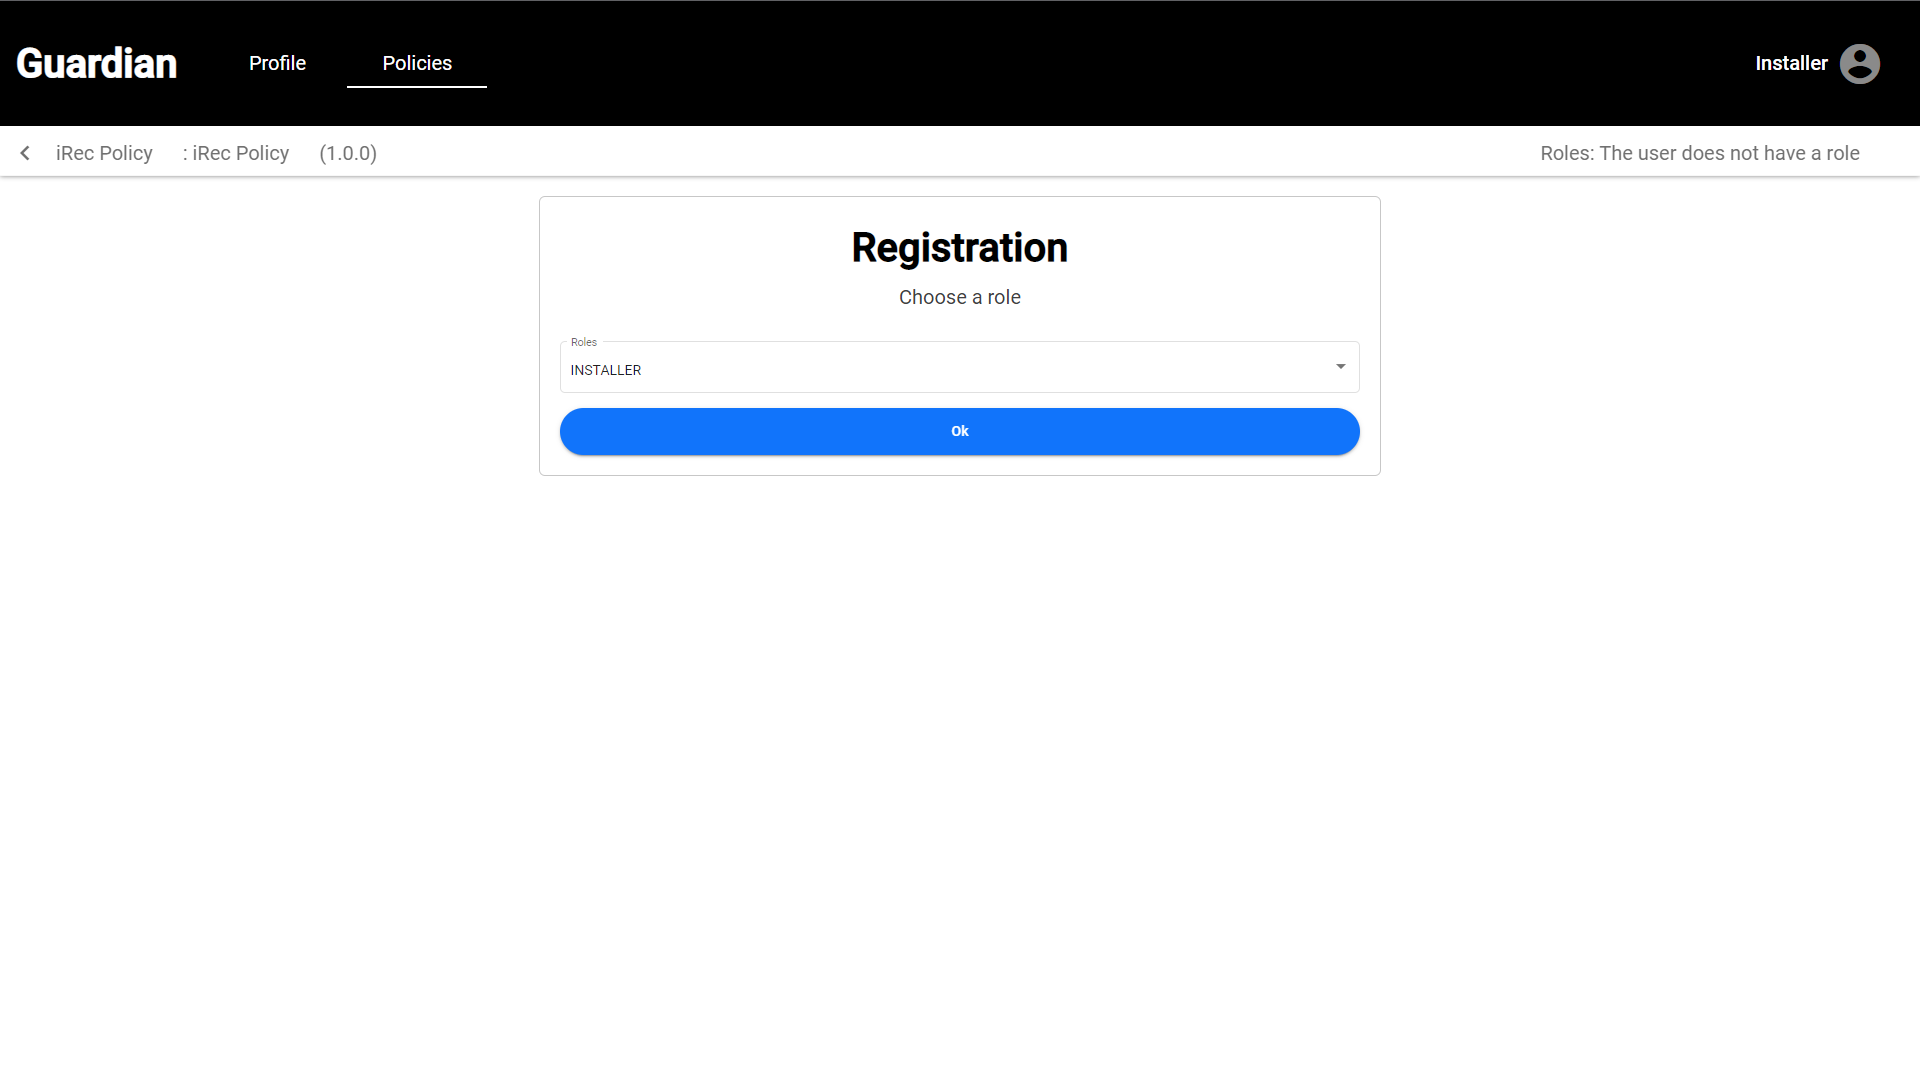 Guardian Profile Policies Installer
iRec Policy : iRec Policy (1.0.0) Roles: The user does not have a role
Registration
Choose a role
Roles
INSTALLER
Ok